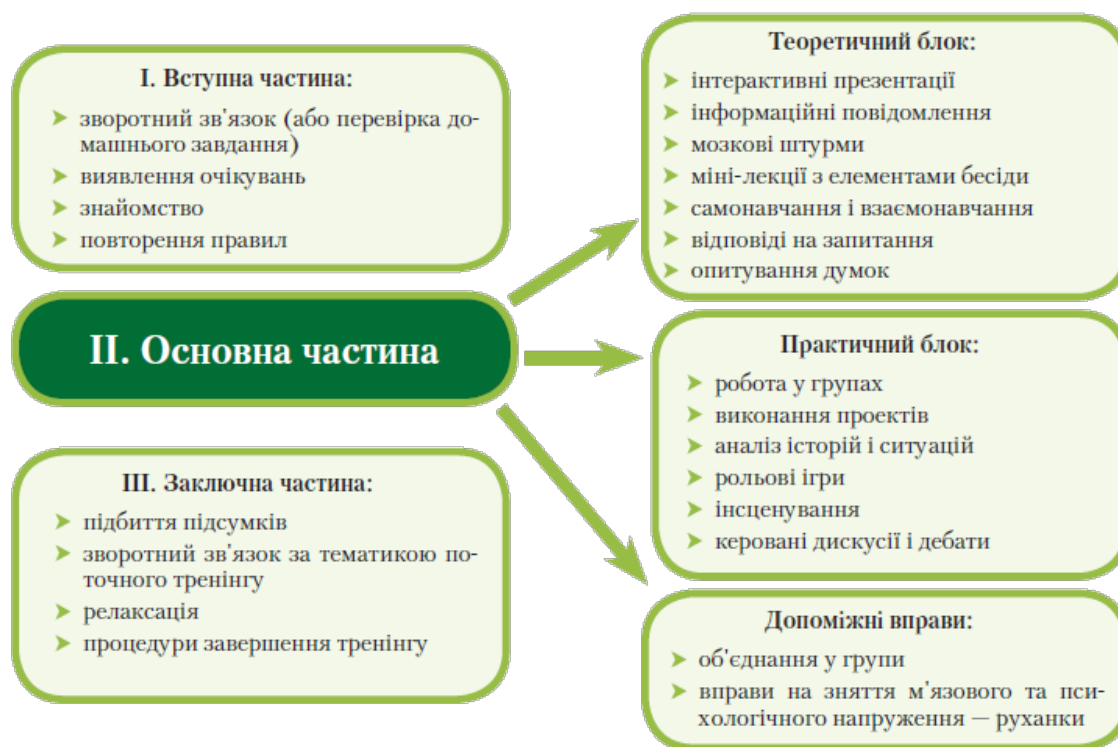 І. Вступна частина:
зворотний зв'язок (або перевірка до-
машнього завдання)
виявлення очікувань
знайомство
повторення правил
ІІ. Основна частина
ІІІ. Заключна частина:
підбиття підсумків
зворотний зв'язок за тематикою по-
точного тренінгу
релаксація
процедури завершення тренінгу
Теоретичний блок:
інтерактивні презентації
інформаційні повідомлення
мозкові штурми
міні-лекції з елементами бесіди
самонавчання і взаємонавчання
відповіді на запитання
опитування думок
Практичний блок:
робота у групах
виконання проектів
аналіз історій і ситуацій
рольові ігри
інсценування
керовані дискусії і дебати
Допоміжні вправи:
об'єднання у групи
вправи на зняття м'язового та пси-
хологічного напруження — руханки